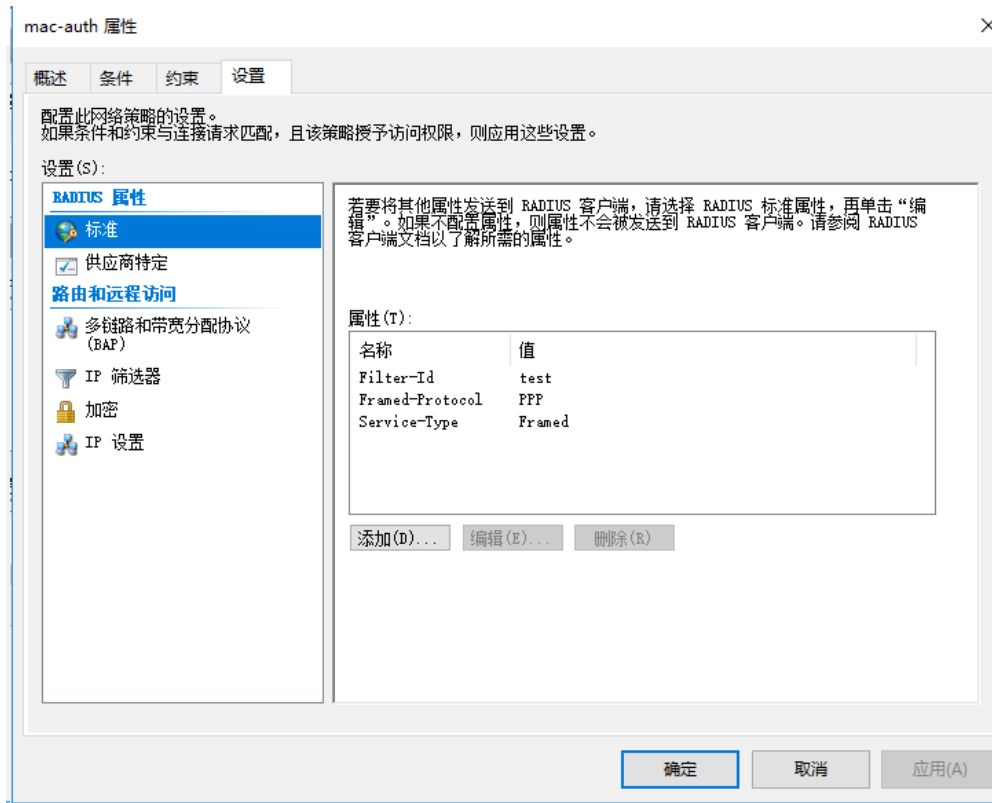 mac-auth 属性
概述 条件 约束 设置
配置此网络策略的设置。
如果条件和约束与连接请求匹配，且该策略授予访问权限，则应用这些设置。
设置(S):
RADIUS 属性
标准
供应商特定
路由和远程访问
多链路和带宽分配协议
(BAP)
IP 筛选器
加密
IP 设置
若要将其他属性发送到 RADIUS 客户端，请选择 RADIUS 标准属性，再单击“编
辑”。如果不配置属性，则属性不会被发送到 RADIUS 客户端。请参阅 RADIUS
客户端文档以了解所需的属性。
属性(T):
名称 值
Filter-Id test
Framed-Protocol PPP
Service-Type Framed
添加(D)... 编辑(E)... 删除(R)
确定 取消 应用(A)